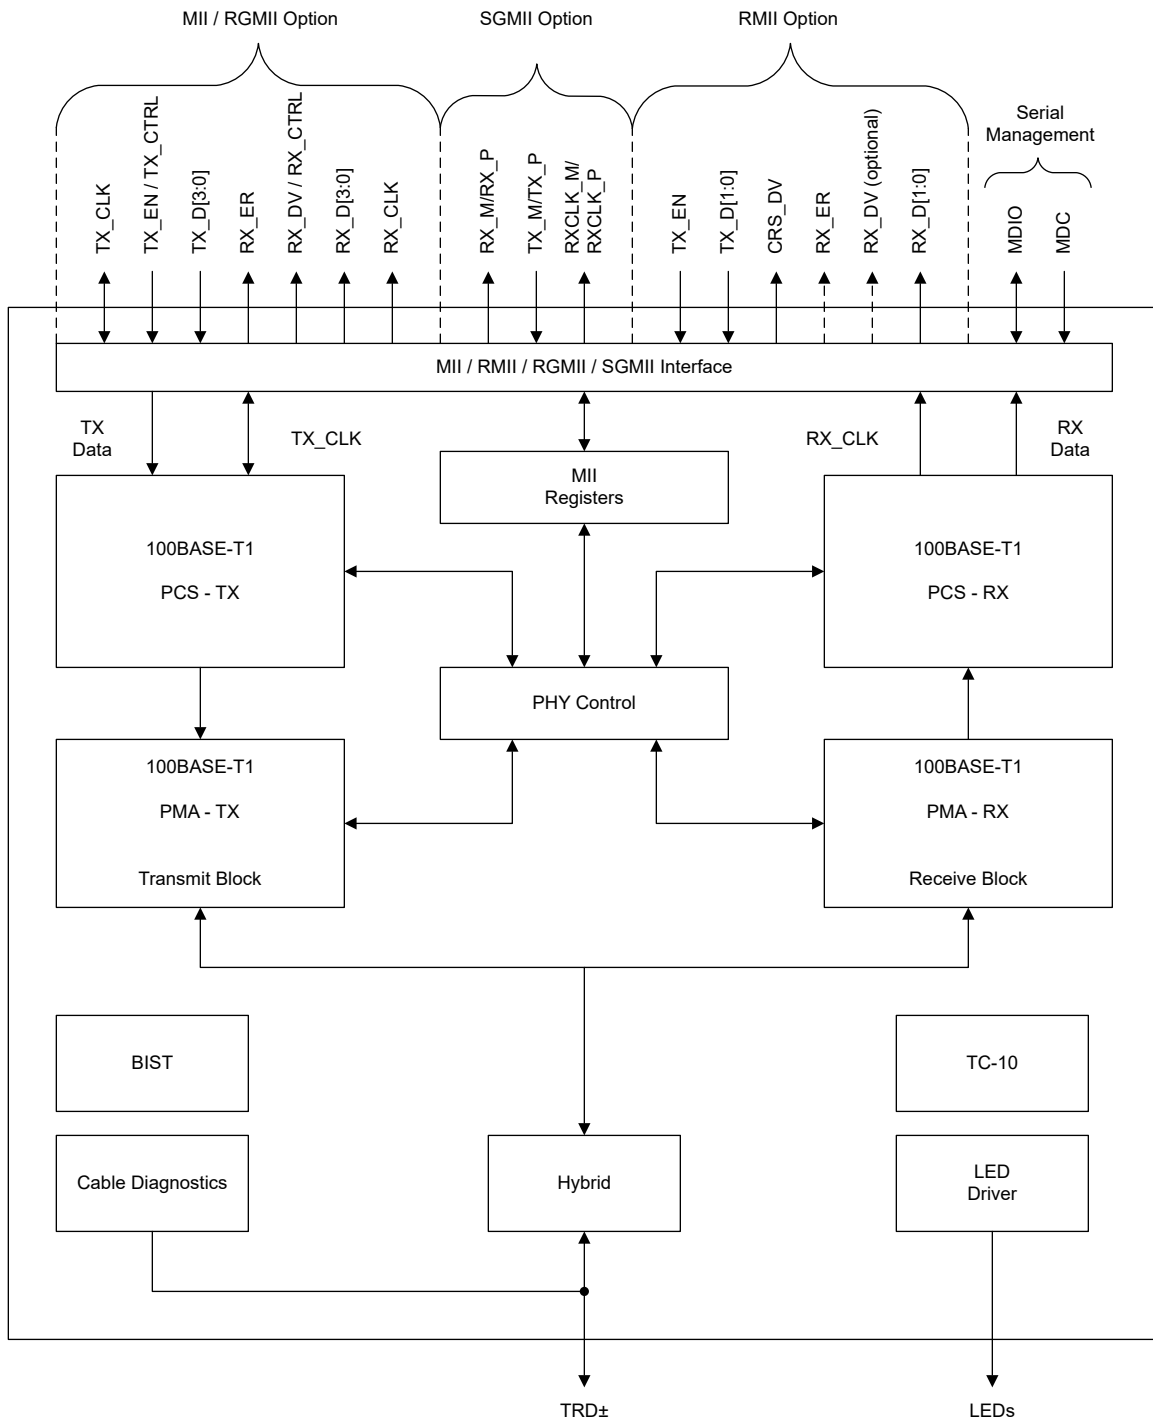 MII / RGMII Option
SGMII Option
RMII Option
Serial
Management
TX_CLK
TX_EN / TX_CTRL
TX_D[3:0]
RX_ER
RX_DV / RX_CTRL
RX_D[3:0]
RX_CLK
RX_M/RX_P
TX_M/TX_P
RXCLK_M/
RXCLK_P
TX_EN
TX_D[1:0]
CRS_DV
RX_ER
RX_DV (optional)
RX_D[1:0]
MDIO
MDC
MII / RMII / RGMII / SGMII Interface
TX
Data
TX_CLK
RX_CLK
RX
Data
MII
Registers
100BASE-T1
PCS - TX
100BASE-T1
PCS - RX
PHY Control
100BASE-T1
PMA - TX
Transmit Block
100BASE-T1
PMA - RX
Receive Block
BIST
TC-10
Cable Diagnostics
Hybrid
LED
Driver
TRD±
LEDs